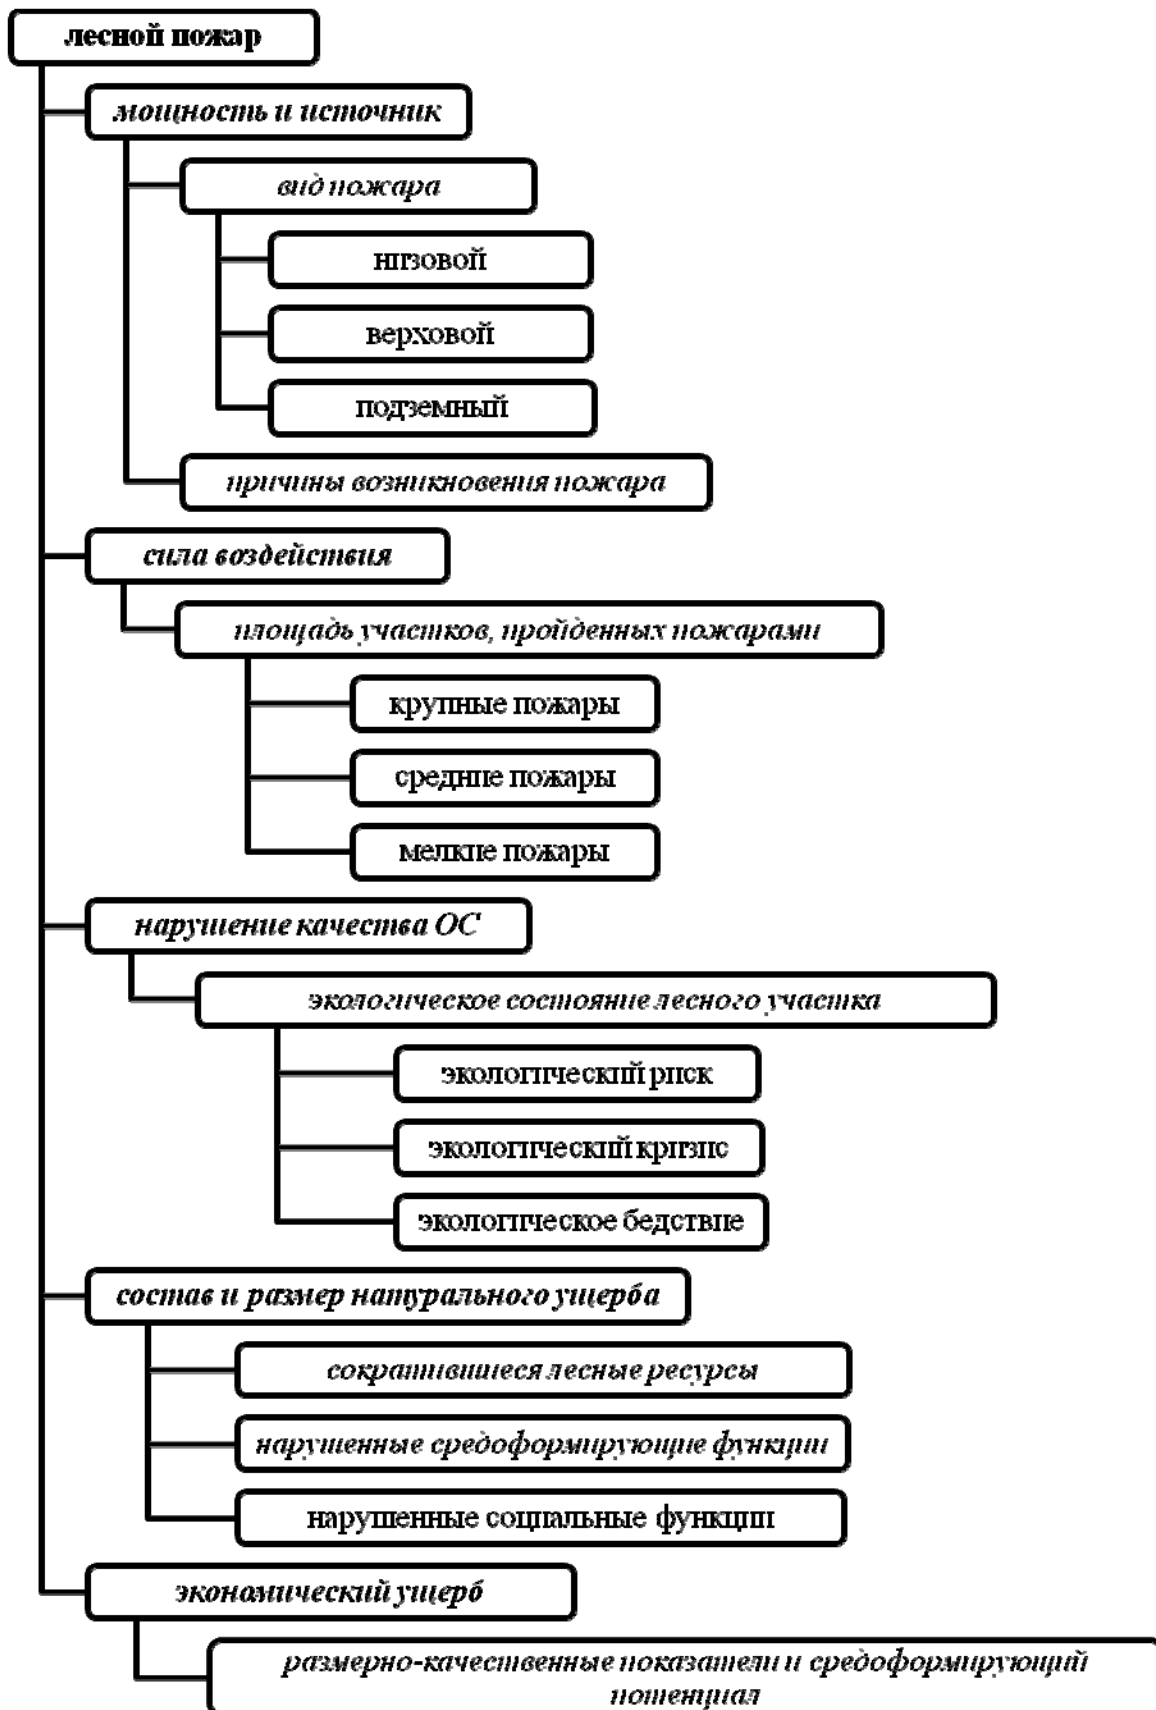 лесной пожар
мощность и источник
вид пожара
низовой
верховой
подземный
причины возникновения пожара
сила воздействия
площадь участков, пройденных пожарами
крупные пожары
средние пожары
мелкие пожары
нарушение качества ОС
экологическое состояние лесного участка
экологический риск
экологический кризис
экологическое бедствие
состав и размер натурального ущерба
сократившиеся лесные ресурсы
нарушенные средоформирующие функции
нарушенные социальные функции
экономический ущерб
размерно-качественные показатели и средоформирующий
потенциал